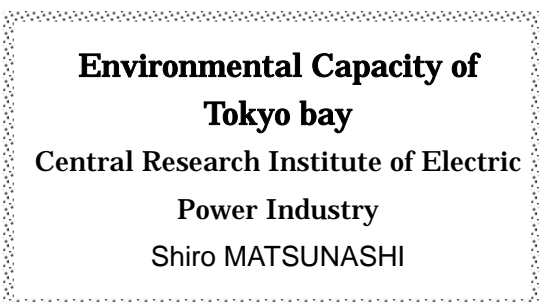 Environmental Capacity of
Tokyo bay
Central Research Institute of Electric
Power Industry
Shiro MATSUNASHI